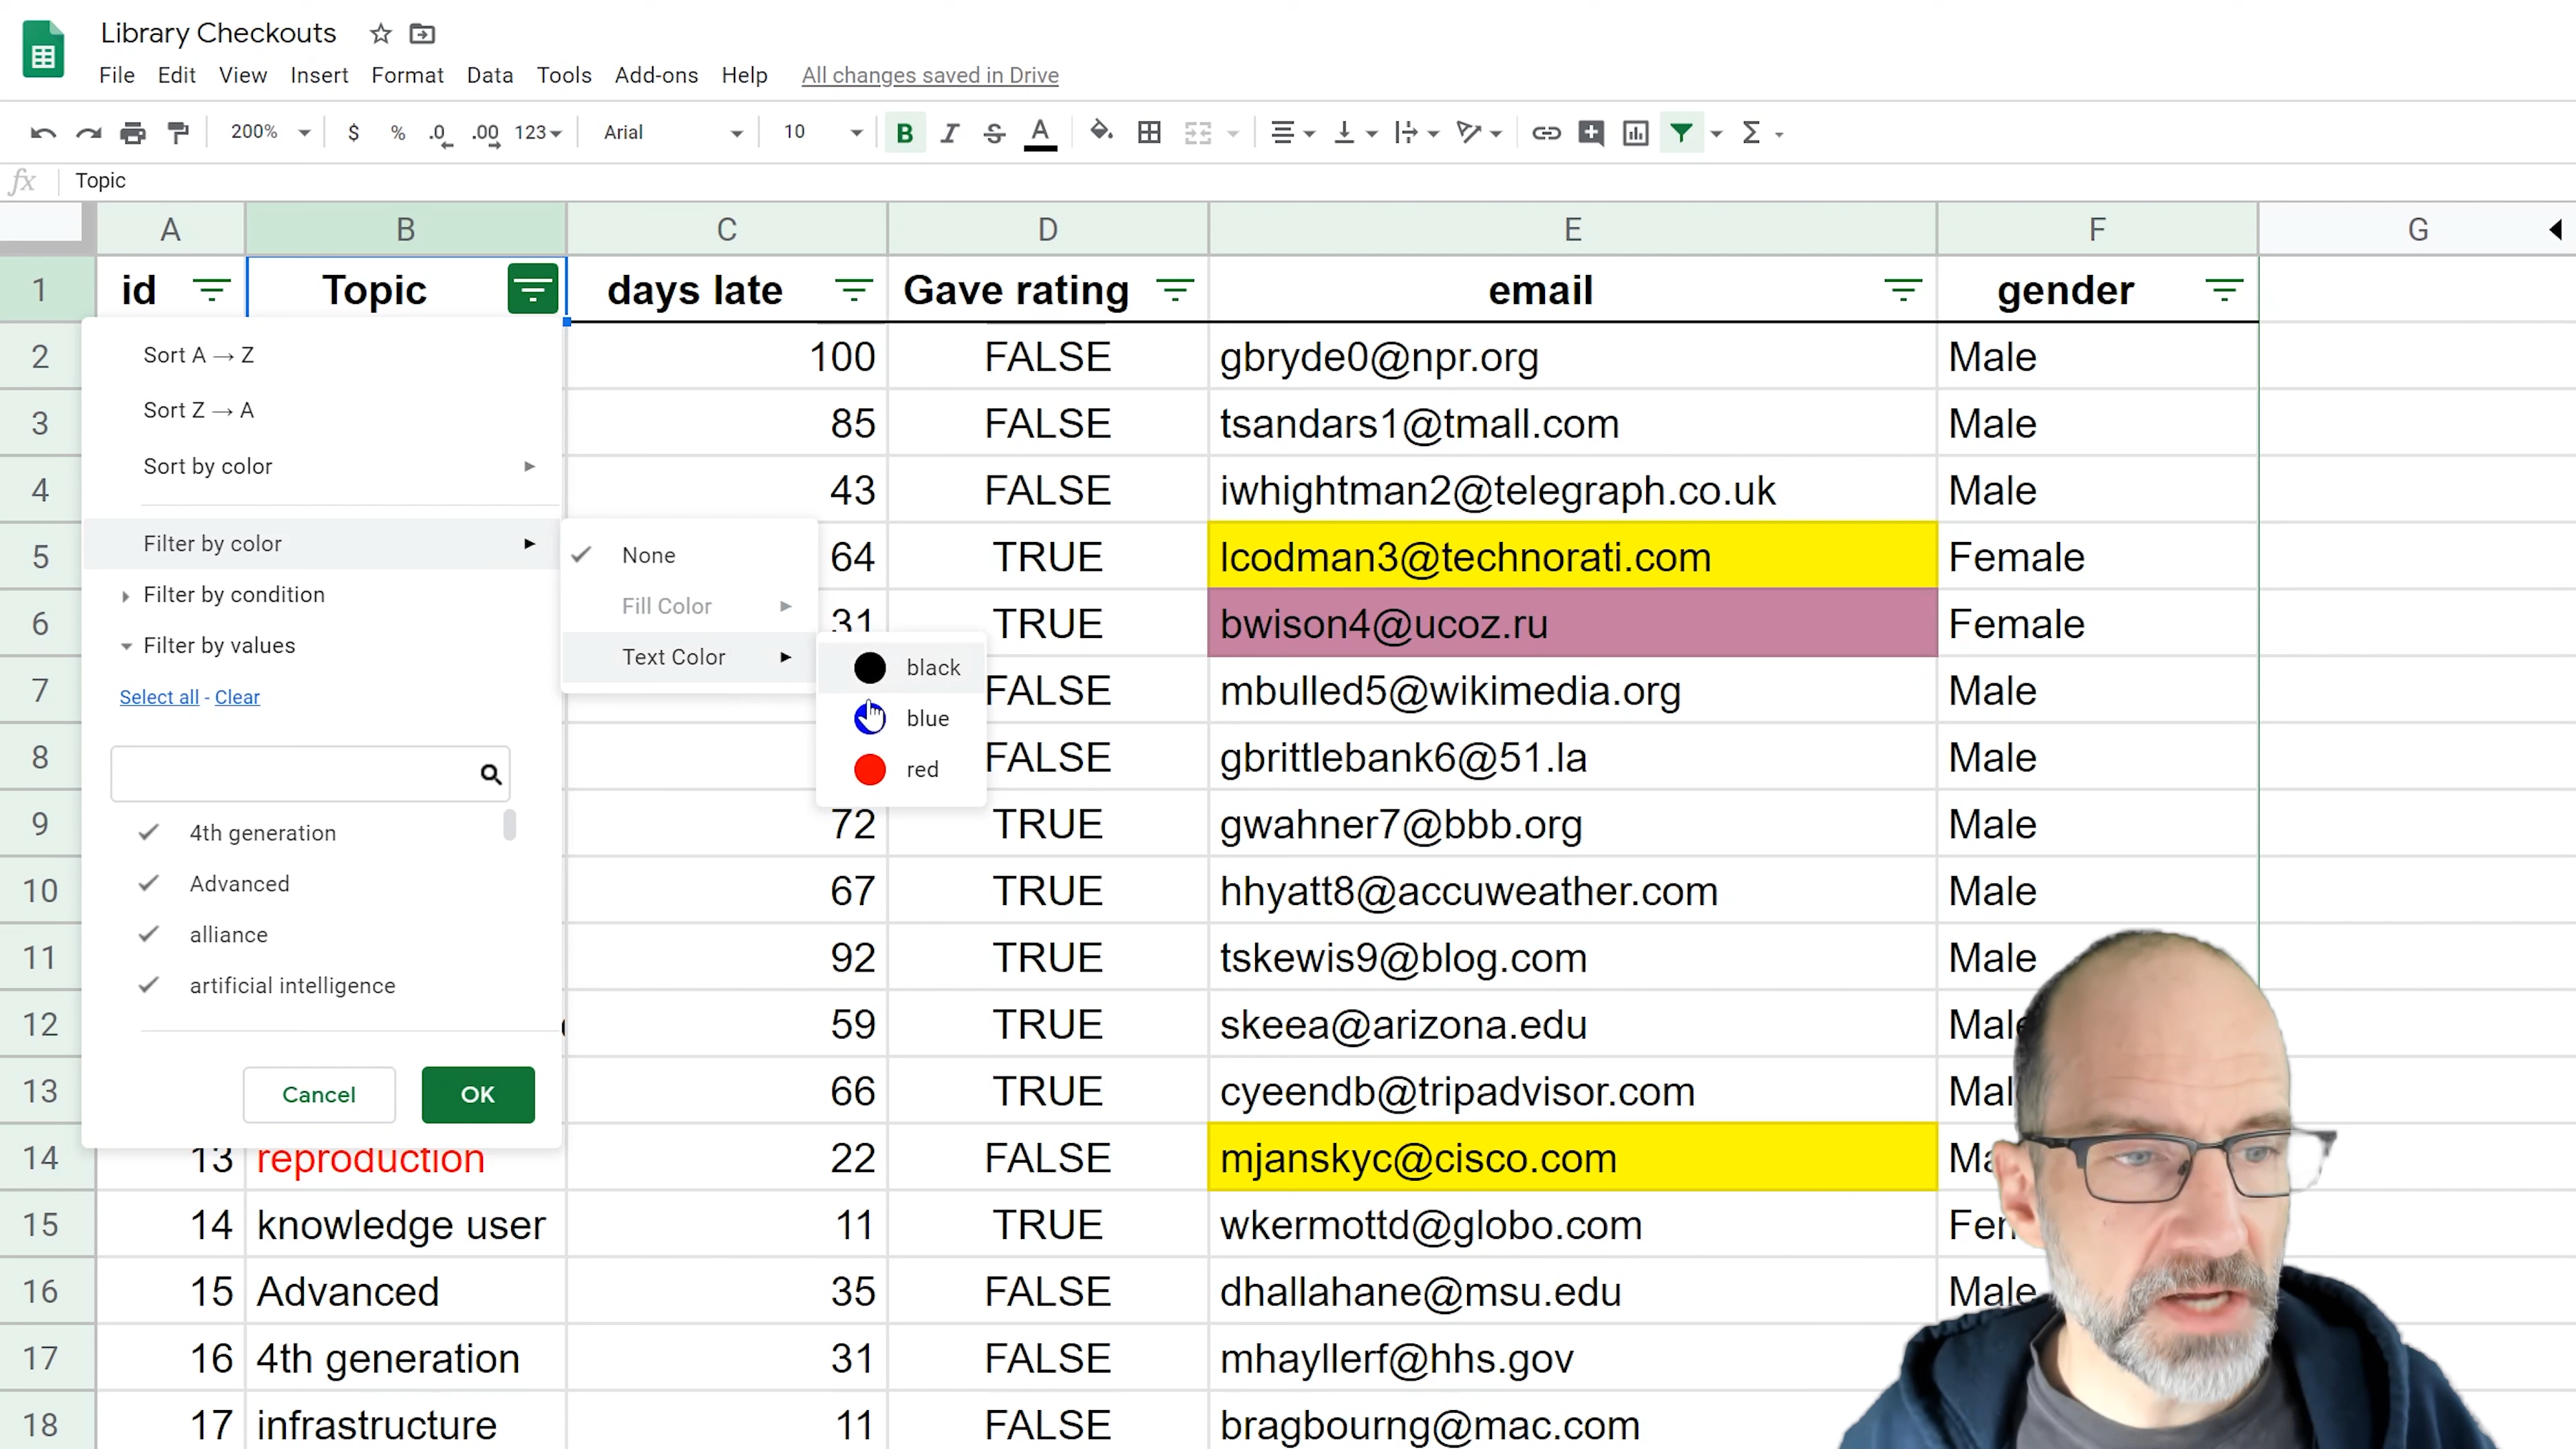 Library Checkouts
File Edit View Insert Format Data Tools Add-ons Help All changes saved in Drive
200% $ % .0 .00 123 Arial 10 B I S A Σ
fx Topic
A B C D E F G
1 id Topic days late Gave rating email gender
2 100 FALSE gbryde0@npr.org Male
3 85 FALSE tsandars1@tmall.com Male
4 43 FALSE iwhightman2@telegraph.co.uk Male
5 64 TRUE lcodman3@technorati.com Female
6 31 TRUE bwison4@ucoz.ru Female
7 FALSE mbulled5@wikimedia.org Male
8 FALSE gbrittlebank6@51.la Male
9 72 TRUE gwahner7@bbb.org Male
10 67 TRUE hhyatt8@accuweather.com Male
11 92 TRUE tskewis9@blog.com Male
12 59 TRUE skeea@arizona.edu Male
13 66 TRUE cyeendb@tripadvisor.com Mal
14 13 reproduction 22 FALSE mjanskyc@cisco.com Ma
15 14 knowledge user 11 TRUE wkermottd@globo.com Fem
16 15 Advanced 35 FALSE dhallahane@msu.edu Male
17 16 4th generation 31 FALSE mhayllerf@hhs.gov
18 17 infrastructure 11 FALSE bragbourng@mac.com
Sort A → Z
Sort Z → A
Sort by color
Filter by color
Filter by condition
Filter by values
Select all - Clear
4th generation
Advanced
alliance
artificial intelligence
Cancel OK
None
Fill Color
Text Color
black
blue
red